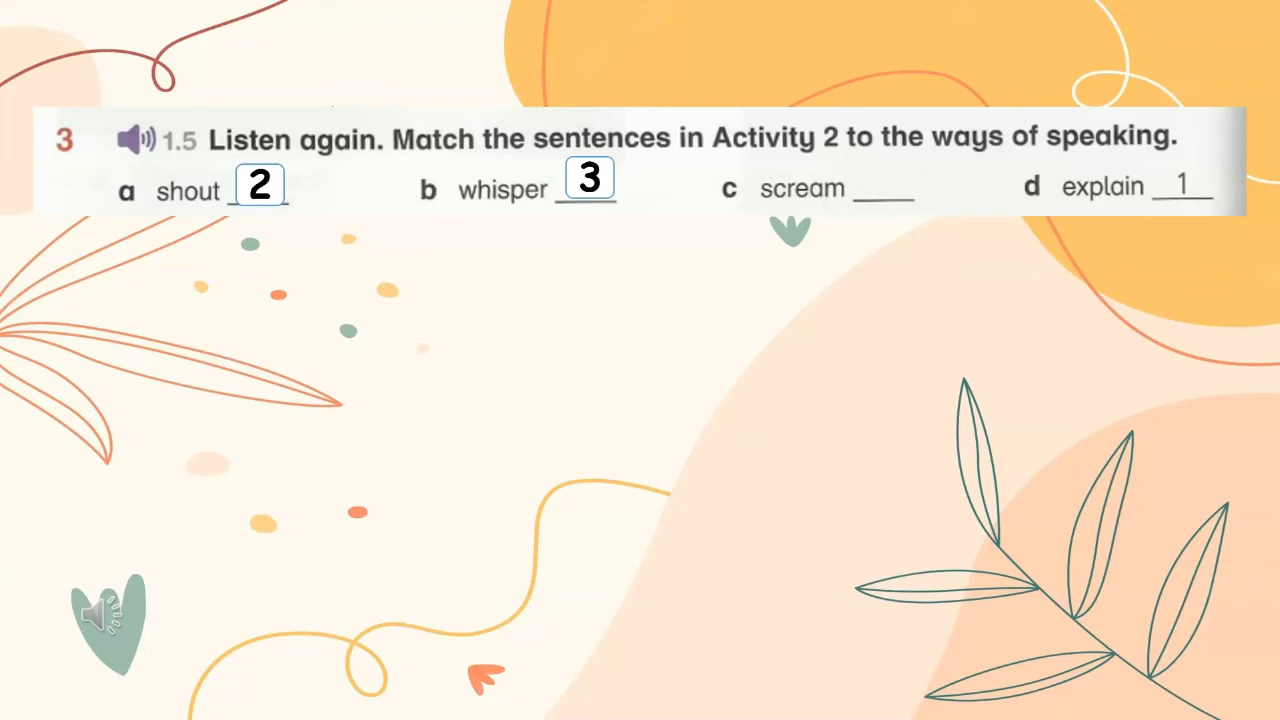 3 1.5 Listen again. Match the sentences in Activity 2 to the ways of speaking.
a shout 2 b whisper 3 c scream ____ d explain 1